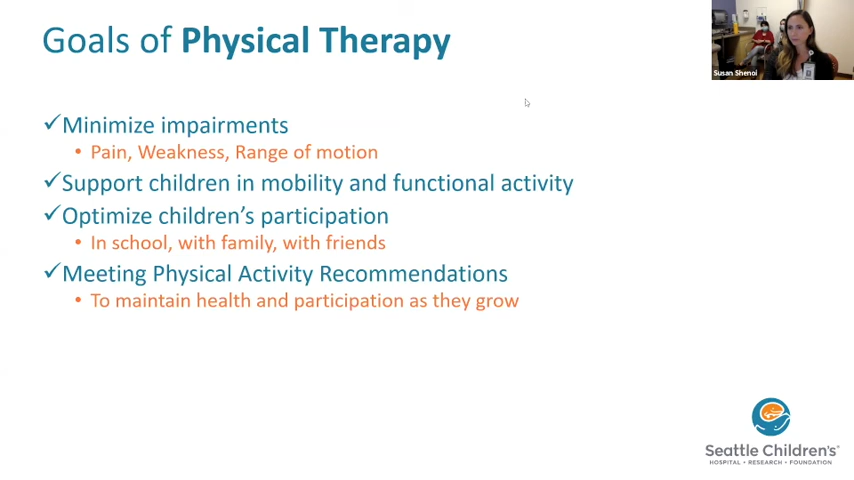 Goals of Physical Therapy
Susan Shenoi
✓Minimize impairments
• Pain, Weakness, Range of motion
✓Support children in mobility and functional activity
✓Optimize children's participation
• In school, with family, with friends
✓Meeting Physical Activity Recommendations
• To maintain health and participation as they grow
Seattle Children's®
HOSPITAL • RESEARCH • FOUNDATION